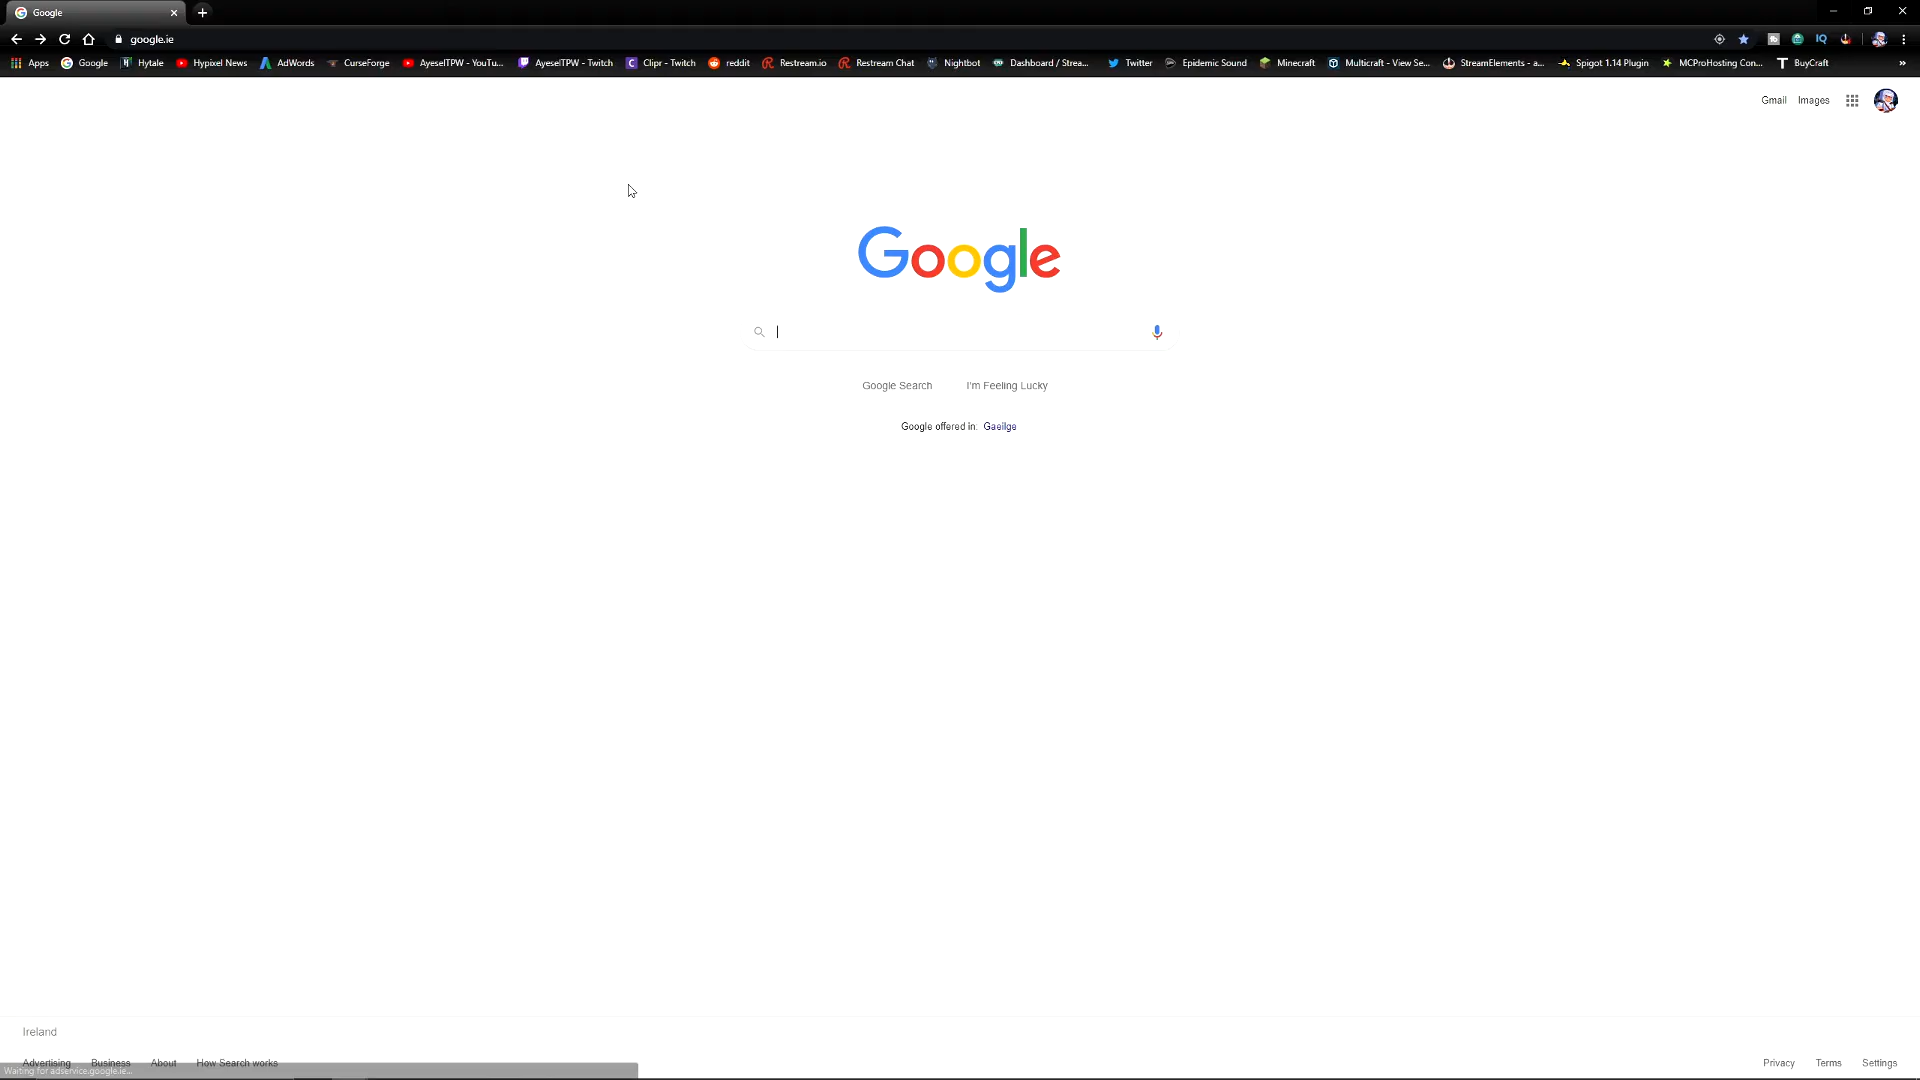 Google
google.ie
Apps Google Hytale Hypixel News AdWords CurseForge AyeselTPW - YouTu... AyeselTPW - Twitch Clipr - Twitch reddit Restream.io Restream Chat Nightbot Dashboard / Strea... Twitter Epidemic Sound Minecraft Multicraft - View Se... StreamElements - a... Spigot 1.14 Plugin MCProHosting Con... BuyCraft »
Gmail Images
Google
Google Search I'm Feeling Lucky
Google offered in: Gaeilge
Ireland
Advertising Business About How Search works Privacy Terms Settings
Waiting for adservice.google.ie...